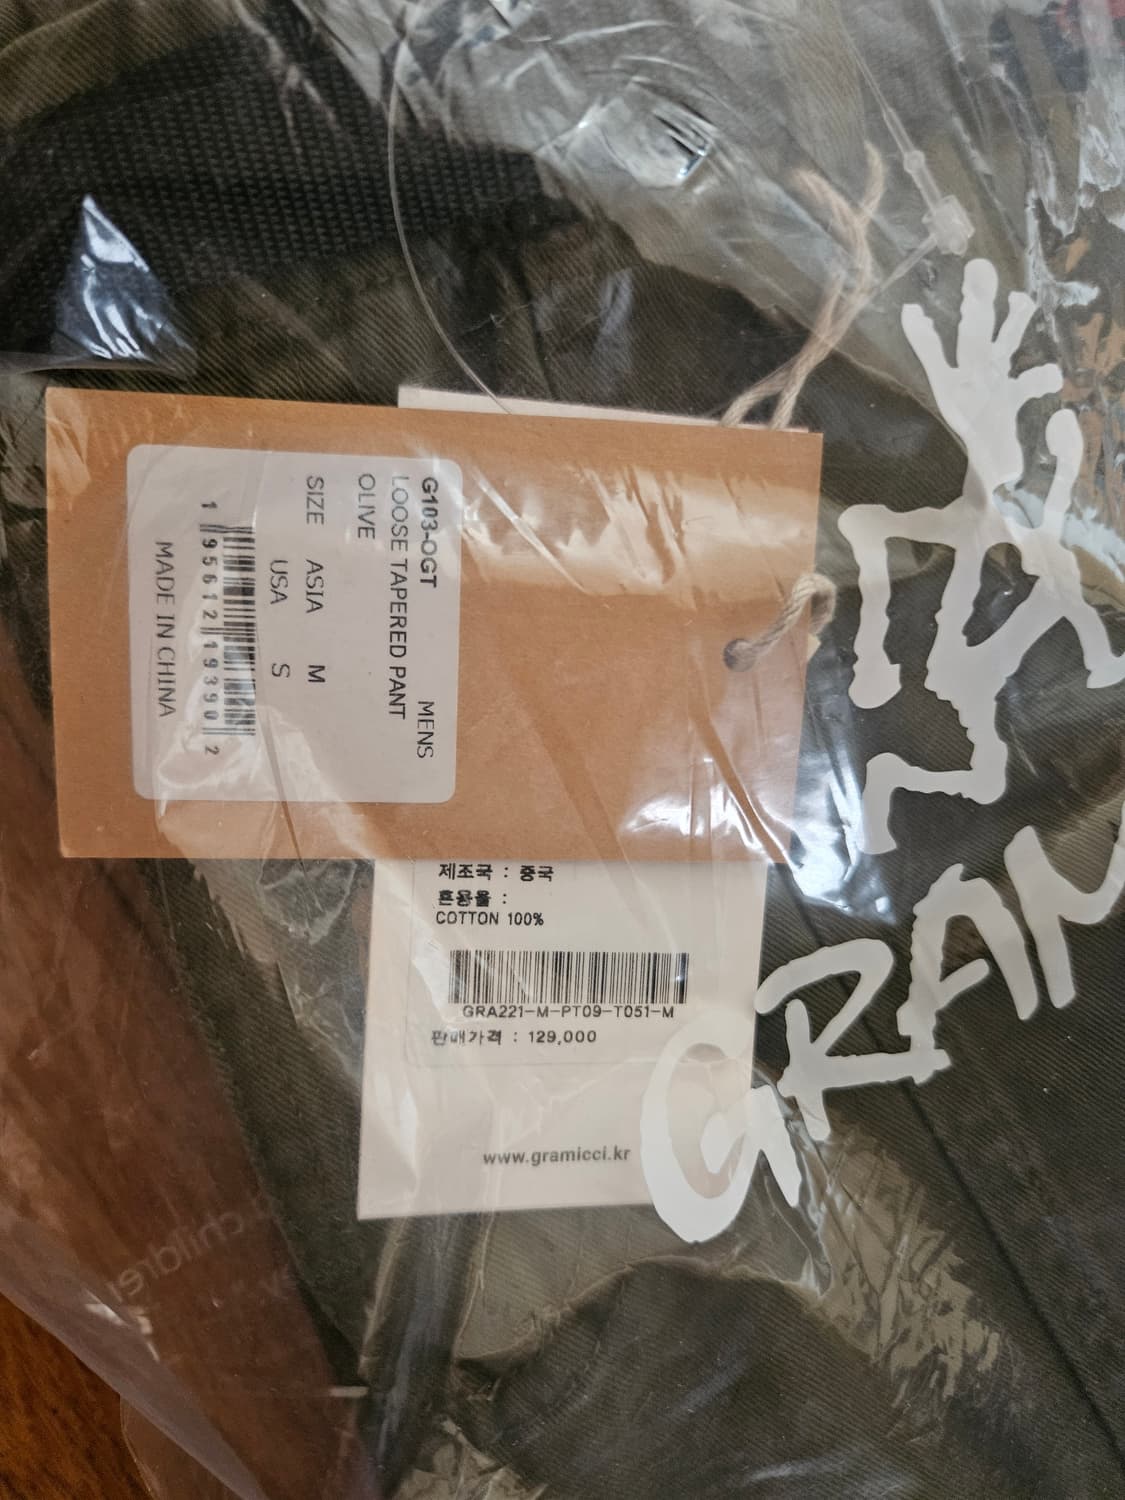 G103-OGT MENS
LOOSE TAPERED PANT
OLIVE
SIZE ASIA M
USA S
1 95612 19390 2
MADE IN CHINA
제조국 : 중국
혼용율 :
COTTON 100%
GRA221-M-PT09-T051-M
판매가격 : 129,000
www.gramicci.kr
GRAM
children